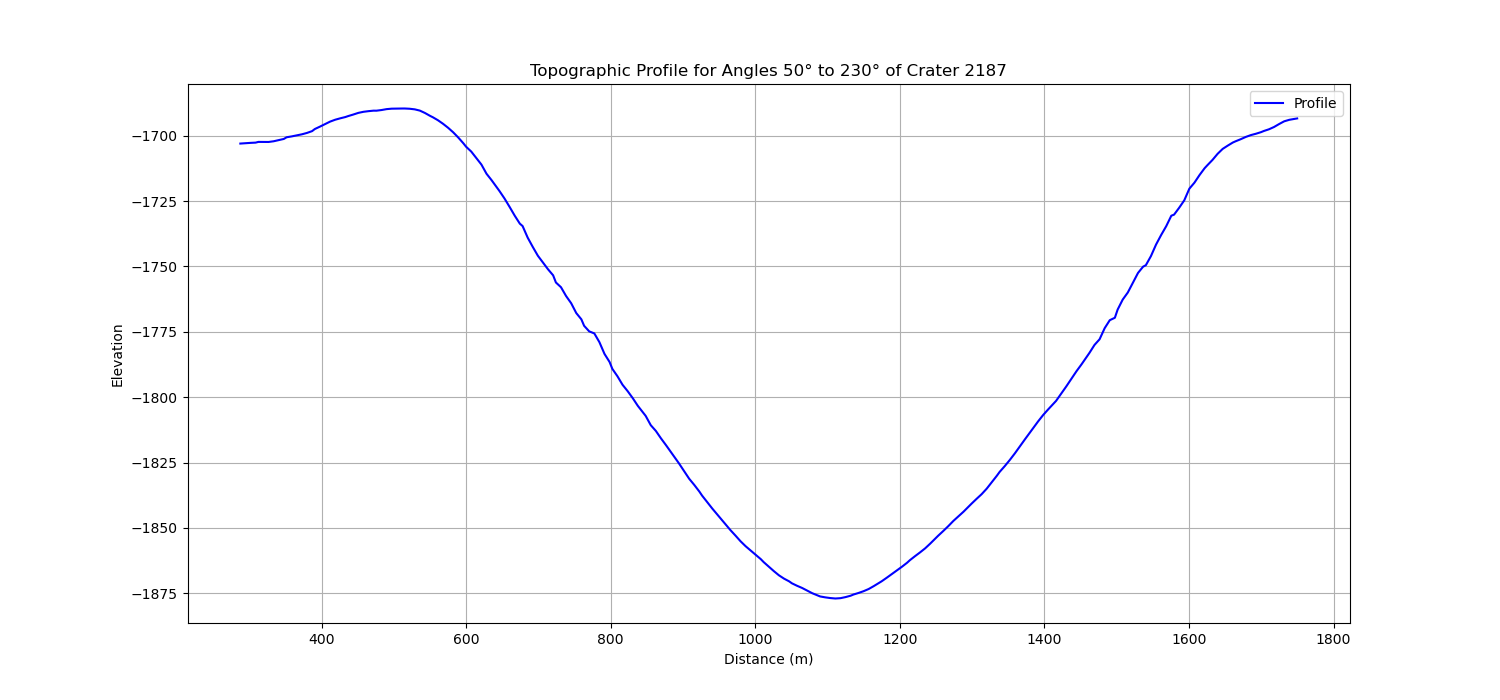 Topographic Profile for Angles 50° to 230° of Crater 2187
Profile
Elevation
−1700
−1725
−1750
−1775
−1800
−1825
−1850
−1875
400 600 800 1000 1200 1400 1600 1800
Distance (m)